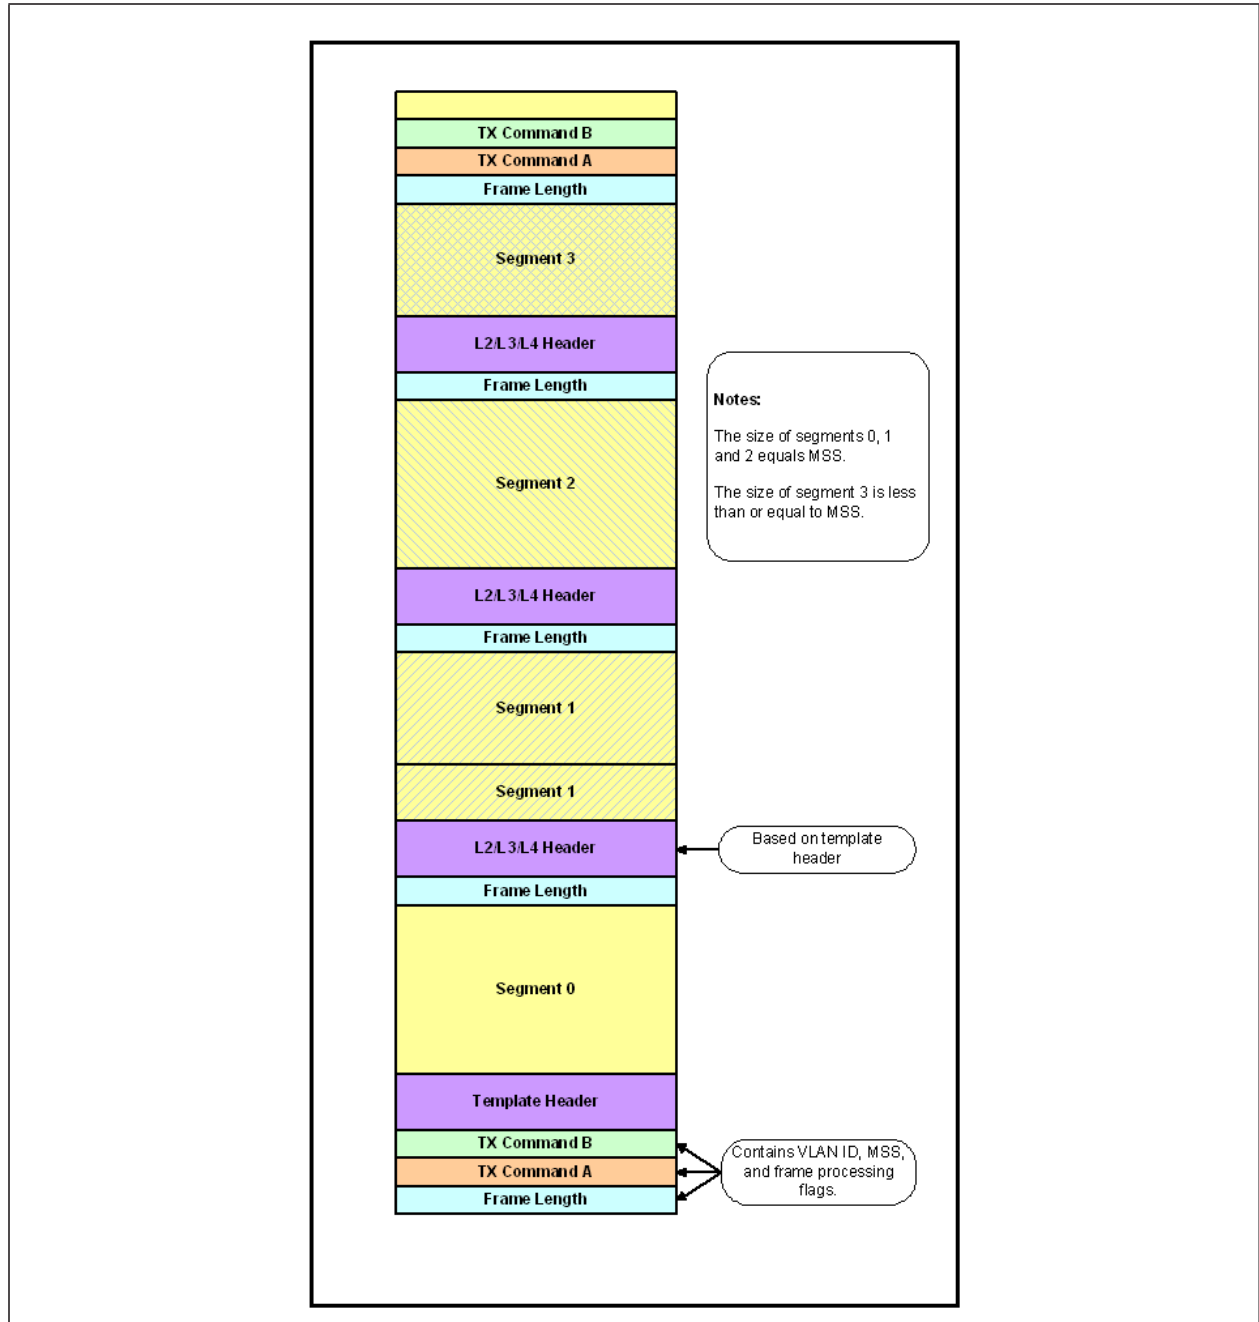 TX Command B
TX Command A
Frame Length
Segment 3
L2/L3/L4 Header
Frame Length
Segment 2
L2/L3/L4 Header
Frame Length
Segment 1
Segment 1
L2/L3/L4 Header
Frame Length
Segment 0
Template Header
TX Command B
TX Command A
Frame Length
Notes:
The size of segments 0, 1
and 2 equals MSS.
The size of segment 3 is less
than or equal to MSS.
Based on template
header
Contains VLAN ID, MSS,
and frame processing
flags.